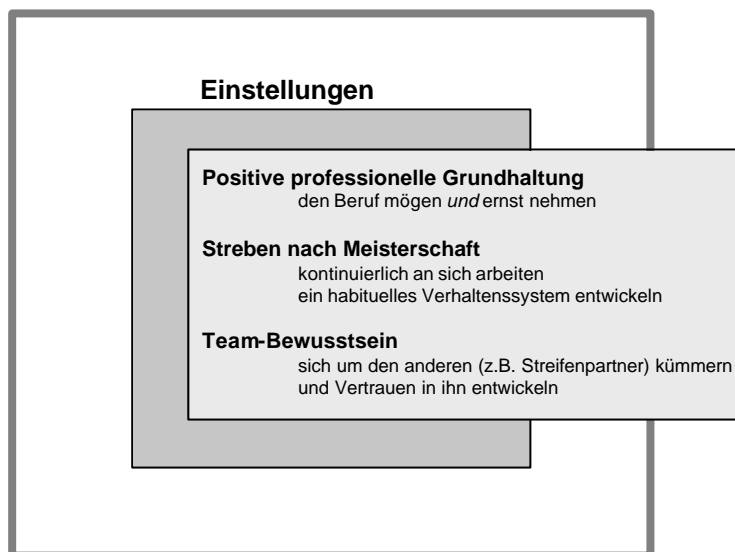 Einstellungen
Positive professionelle Grundhaltung
den Beruf mögen und ernst nehmen
Streben nach Meisterschaft
kontinuierlich an sich arbeiten
ein habituelles Verhaltenssystem entwickeln
Team-Bewusstsein
sich um den anderen (z.B. Streifenpartner) kümmern
und Vertrauen in ihn entwickeln